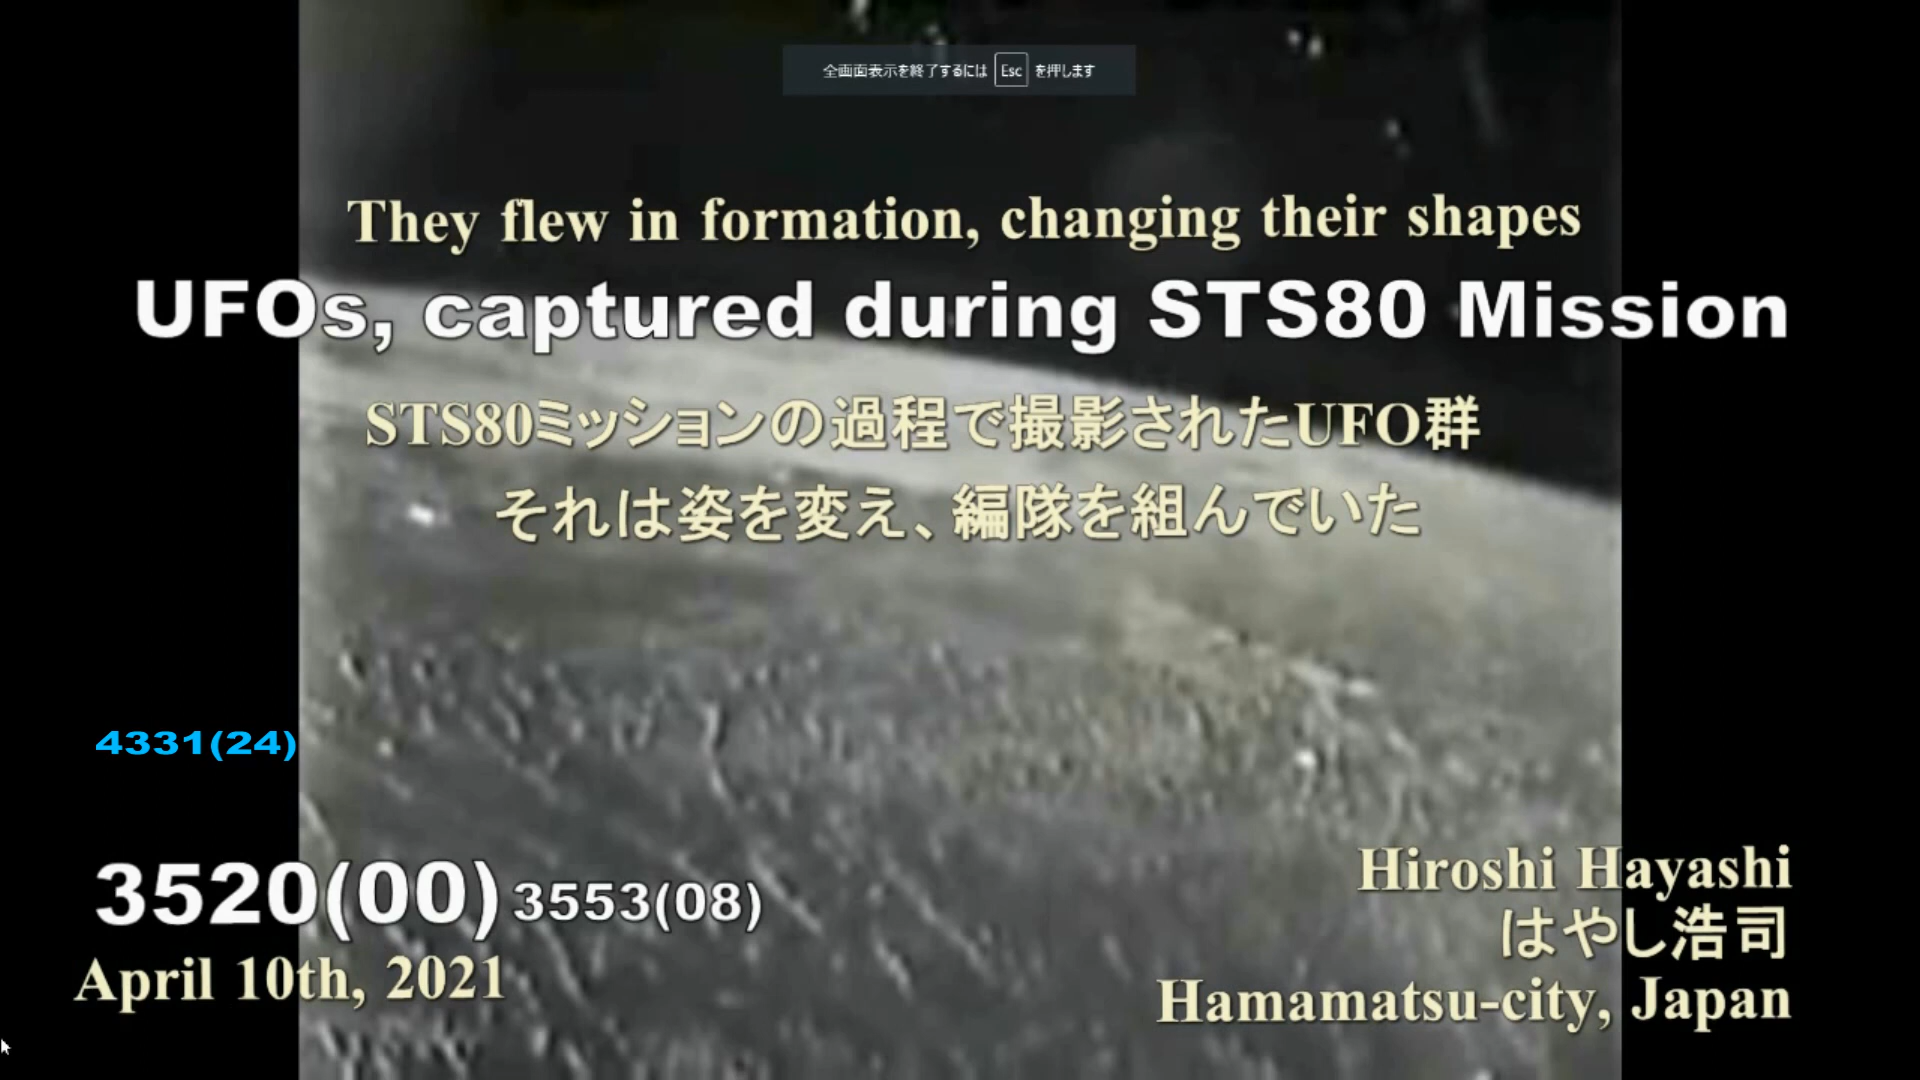 全画面表示を終了するには Esc を押します
They flew in formation, changing their shapes
UFOs, captured during STS80 Mission
STS80ミッションの過程で撮影されたUFO群
それは姿を変え、編隊を組んでいた
4331(24)
3520(00) 3553(08)
April 10th, 2021
Hiroshi Hayashi
はやし浩司
Hamamatsu-city, Japan